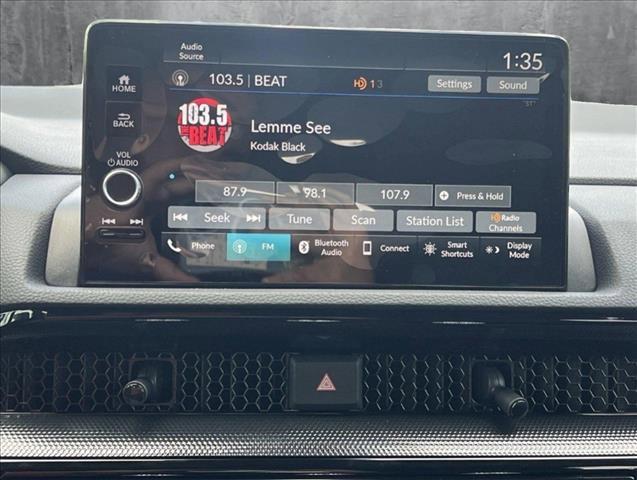 Audio
Source
1:35
HOME
103.5 | BEAT
HD 1 3
Settings
Sound
BACK
103.5
THE BEAT
Lemme See
Kodak Black
VOL
AUDIO
87.9
98.1
107.9
Press & Hold
Seek
Tune
Scan
Station List
HD Radio
Channels
Phone
FM
Bluetooth
Audio
Connect
Smart
Shortcuts
Display
Mode